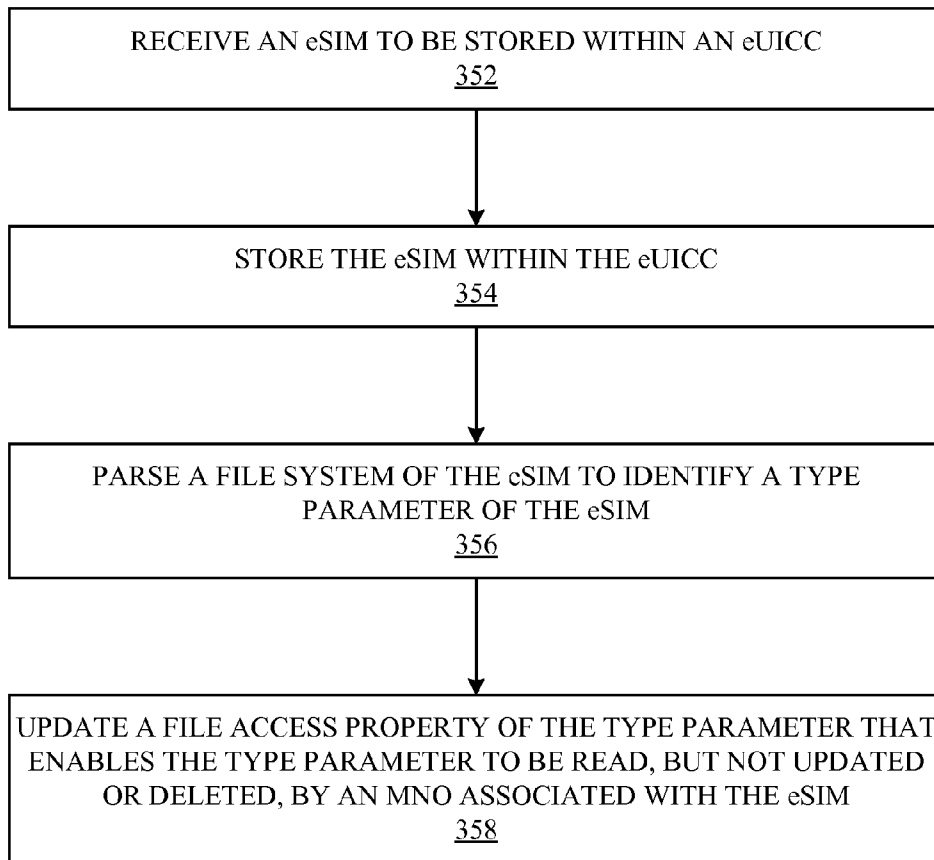 RECEIVE AN eSIM TO BE STORED WITHIN AN eUICC
352
STORE THE eSIM WITHIN THE eUICC
354
PARSE A FILE SYSTEM OF THE eSIM TO IDENTIFY A TYPE
PARAMETER OF THE eSIM
356
UPDATE A FILE ACCESS PROPERTY OF THE TYPE PARAMETER THAT
ENABLES THE TYPE PARAMETER TO BE READ, BUT NOT UPDATED
OR DELETED, BY AN MNO ASSOCIATED WITH THE eSIM
358